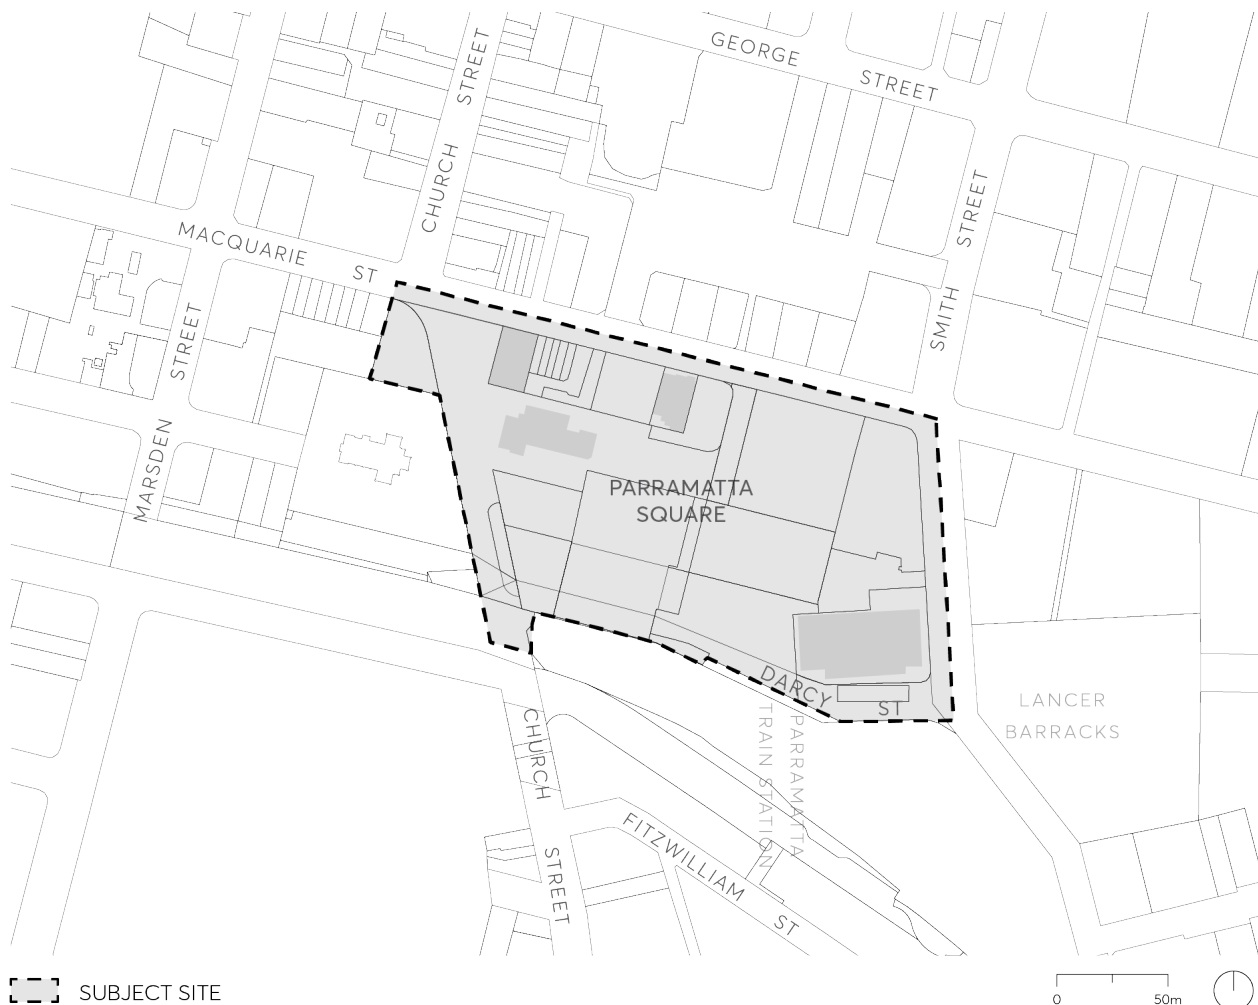 GEORGE STREET
CHURCH STREET
SMITH STREET
MACQUARIE ST
MARSDEN STREET
PARRAMATTA
SQUARE
DARCY ST
LANCER
BARRACKS
PARRAMATTA
TRAIN STATION
CHURCH STREET
FITZWILLIAM ST
SUBJECT SITE
0 50m